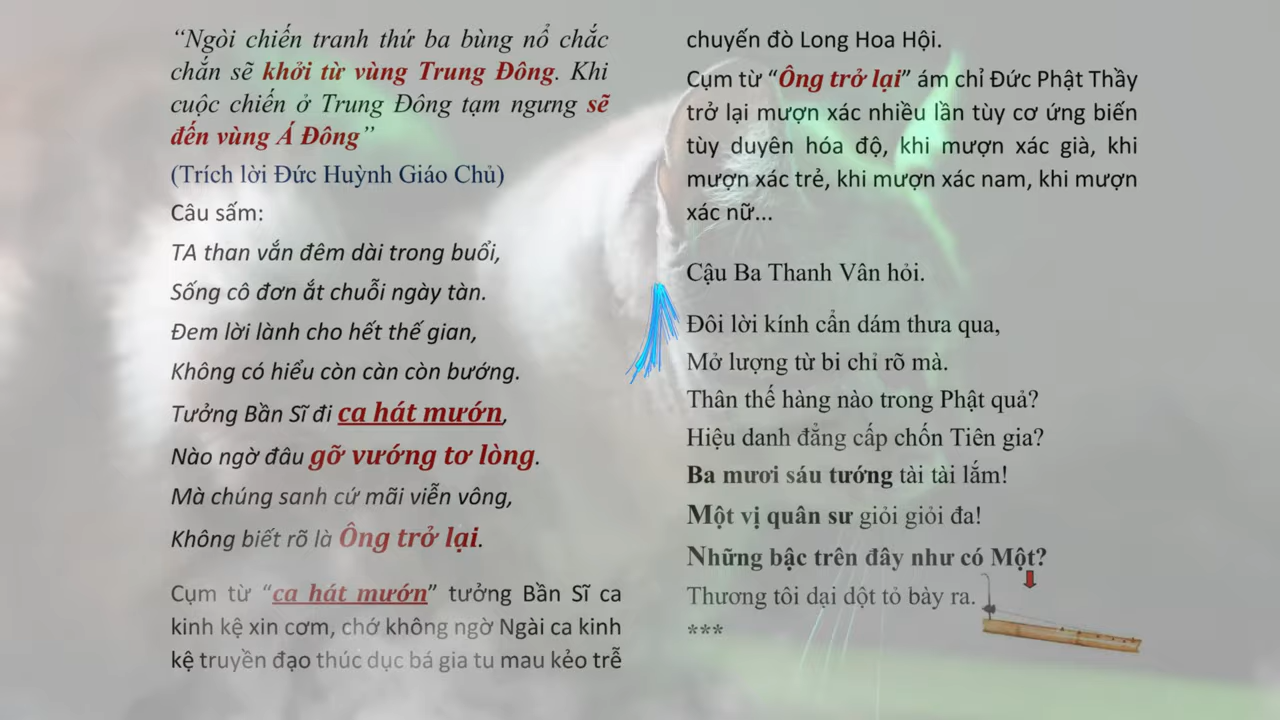 “Ngòi chiến tranh thứ ba bùng nổ chắc
chắn sẽ khởi từ vùng Trung Đông. Khi
cuộc chiến ở Trung Đông tạm ngưng sẽ
đến vùng Á Đông”
(Trích lời Đức Huỳnh Giáo Chủ)
Câu sấm:
TA than vắn đêm dài trong buổi,
Sống cô đơn ắt chuỗi ngày tàn.
Đem lời lành cho hết thế gian,
Không có hiểu còn càn còn bướng.
Tưởng Bần Sĩ đi ca hát mướn,
Nào ngờ đâu gỡ vướng tơ lòng.
Mà chúng sanh cứ mãi viễn vông,
Không biết rõ là Ông trở lại.
Cụm từ “ca hát mướn” tưởng Bần Sĩ ca
kinh kệ xin cơm, chớ không ngờ Ngài ca kinh
kệ truyền đạo thúc dục bá gia tu mau kẻo trễ
chuyến đò Long Hoa Hội.
Cụm từ “Ông trở lại” ám chỉ Đức Phật Thầy
trở lại mượn xác nhiều lần tùy cơ ứng biến
tùy duyên hóa độ, khi mượn xác già, khi
mượn xác trẻ, khi mượn xác nam, khi mượn
xác nữ...
Cậu Ba Thanh Vân hỏi.
Đôi lời kính cẩn dám thưa qua,
Mở lượng từ bi chỉ rõ mà.
Thân thế hàng nào trong Phật quả?
Hiệu danh đẳng cấp chốn Tiên gia?
Ba mươi sáu tướng tài tài lắm!
Một vị quân sư giỏi giỏi đa!
Những bậc trên đây như có Một?
Thương tôi dại dột tỏ bày ra.
***